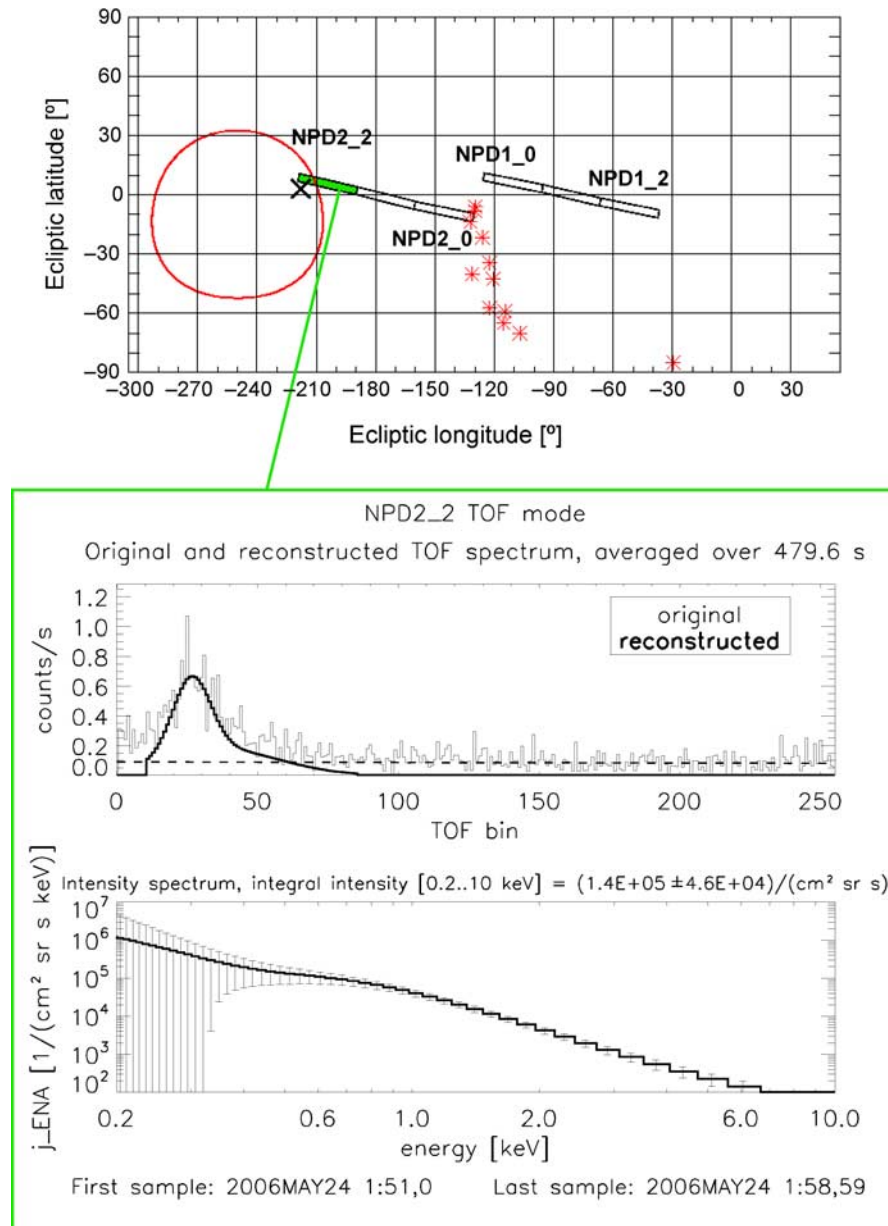 90
60
30
0
−30
−60
−90
Ecliptic latitude [º]
NPD2_2
NPD1_0
NPD1_2
NPD2_0
−300 −270 −240 −210 −180 −150 −120 −90 −60 −30 0 30
Ecliptic longitude [º]
NPD2_2 TOF mode
Original and reconstructed TOF spectrum, averaged over 479.6 s
1.2
1.0
0.8
0.6
0.4
0.2
0.0
counts/s
original
reconstructed
0 50 100 150 200 250
TOF bin
Intensity spectrum, integral intensity [0.2..10 keV] = (1.4E+05 ±4.6E+04)/(cm² sr s)
10⁷
10⁶
10⁵
10⁴
10³
10²
j_ENA [1/(cm² sr s keV)]
0.2 0.6 1.0 2.0 6.0 10.0
energy [keV]
First sample: 2006MAY24 1:51,0 Last sample: 2006MAY24 1:58,59